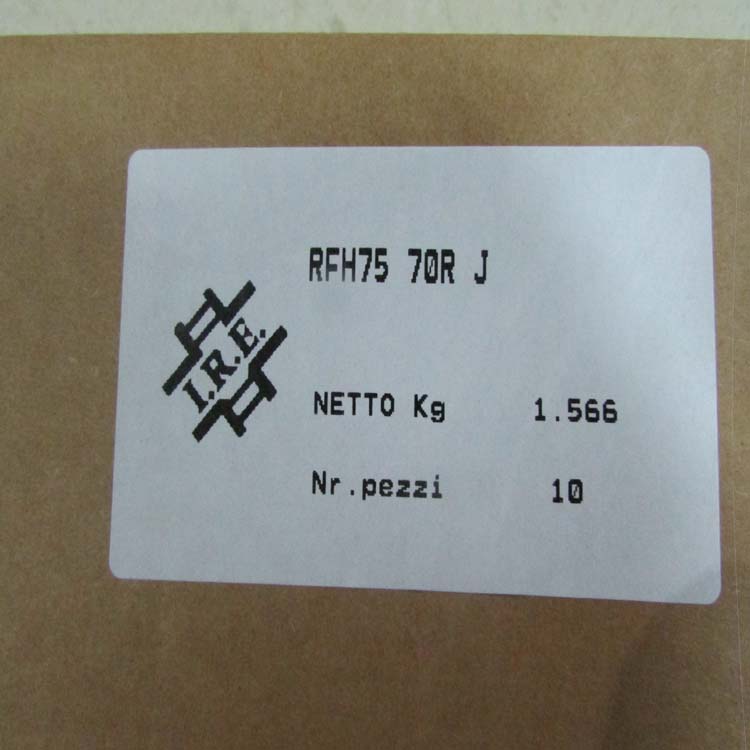 RFH75 70R J
I.R.E.
NETTO Kg 1.566
Nr.pezzi 10